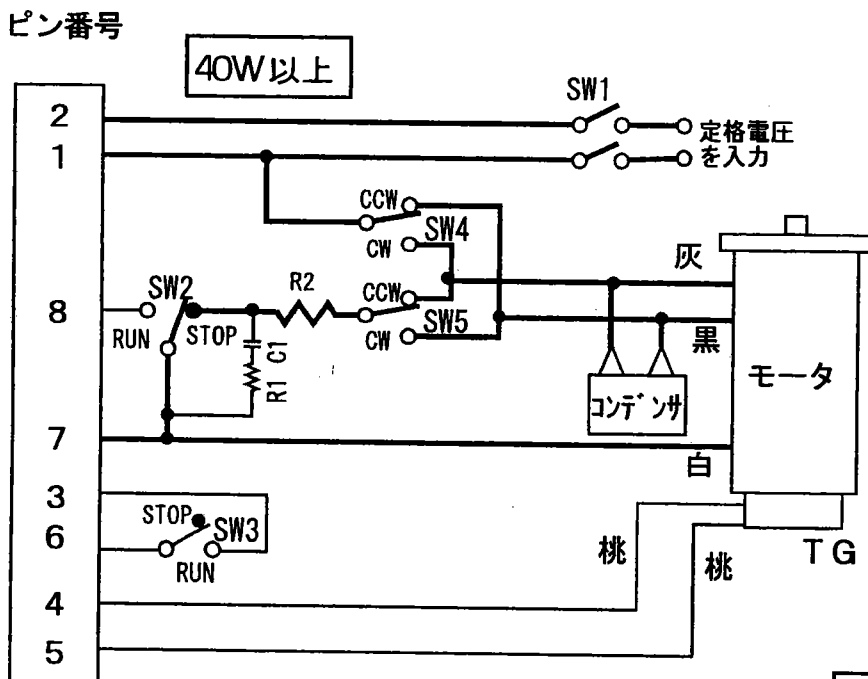 ピン番号
40W以上
2
SW1
定格電圧
を入力
1
CCW
SW4
CW
灰
R2
CCW
SW5
CW
8
SW2
RUN
STOP
C1
R1
黒
モータ
コンデンサ
7
白
3
STOP
SW3
6
RUN
桃
桃
TG
4
5